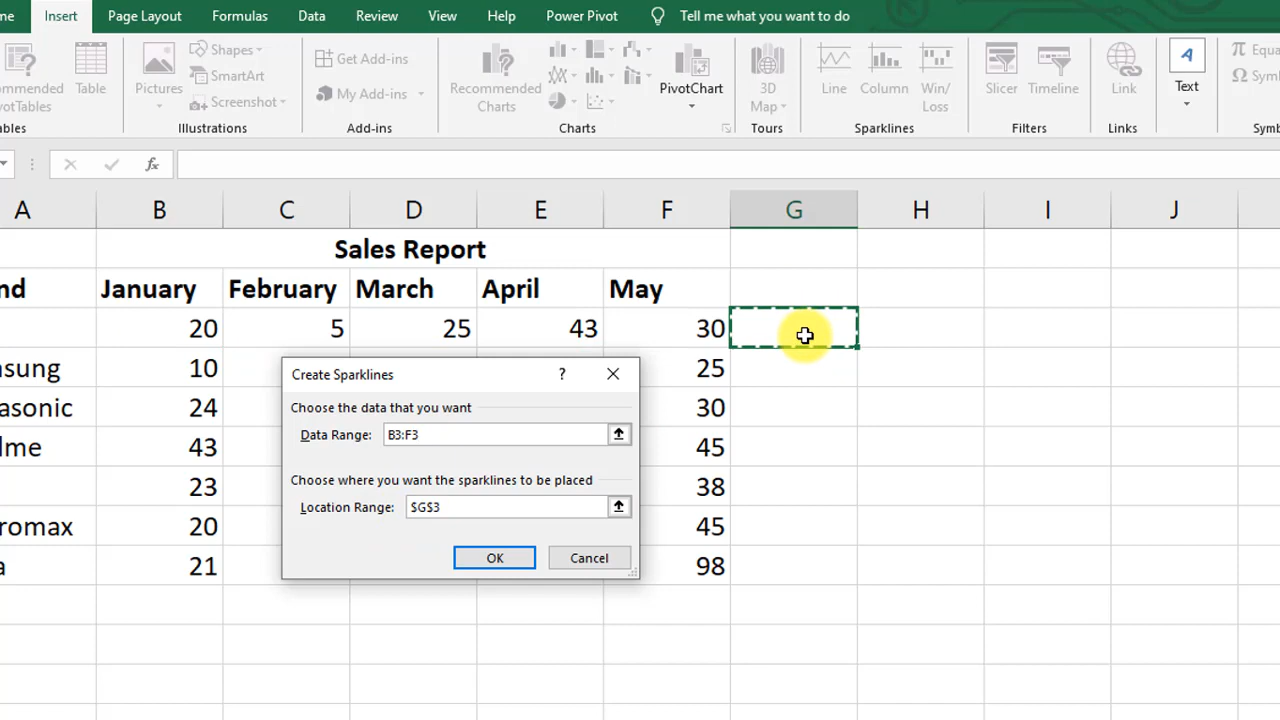 me Insert Page Layout Formulas Data Review View Help Power Pivot Tell me what you want to do
ommended PivotTables Table Pictures Shapes SmartArt Screenshot Get Add-ins My Add-ins Recommended Charts PivotChart 3D Map Line Column Win/Loss Slicer Timeline Link Text Equa Symb
ables Illustrations Add-ins Charts Tours Sparklines Filters Links Symb
fx
A B C D E F G H I J
Sales Report
nd January February March April May
20 5 25 43 30
sung 10 25
asonic 24 30
lme 43 45
23 38
romax 20 45
a 21 98
Create Sparklines ?
Choose the data that you want
Data Range: B3:F3
Choose where you want the sparklines to be placed
Location Range: $G$3
OK Cancel